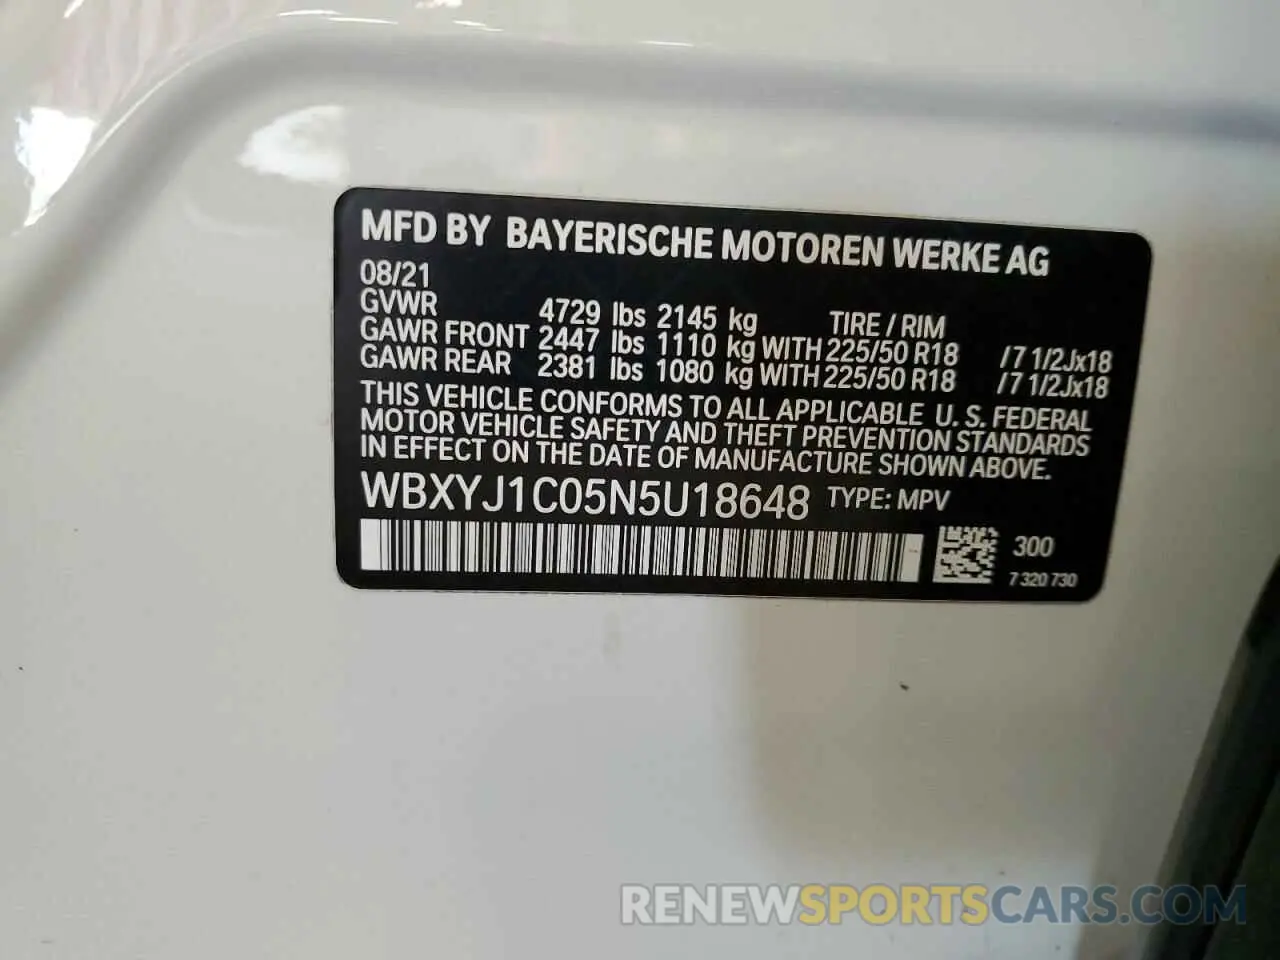 MFD BY BAYERISCHE MOTOREN WERKE AG
08/21
GVWR 4729 lbs 2145 kg TIRE / RIM
GAWR FRONT 2447 lbs 1110 kg WITH 225/50 R18 /7 1/2Jx18
GAWR REAR 2381 lbs 1080 kg WITH 225/50 R18 /7 1/2Jx18
THIS VEHICLE CONFORMS TO ALL APPLICABLE U. S. FEDERAL
MOTOR VEHICLE SAFETY AND THEFT PREVENTION STANDARDS
IN EFFECT ON THE DATE OF MANUFACTURE SHOWN ABOVE.
WBXYJ1C05N5U18648 TYPE: MPV
300
7 320 730
RENEWSPORTSCARS.COM